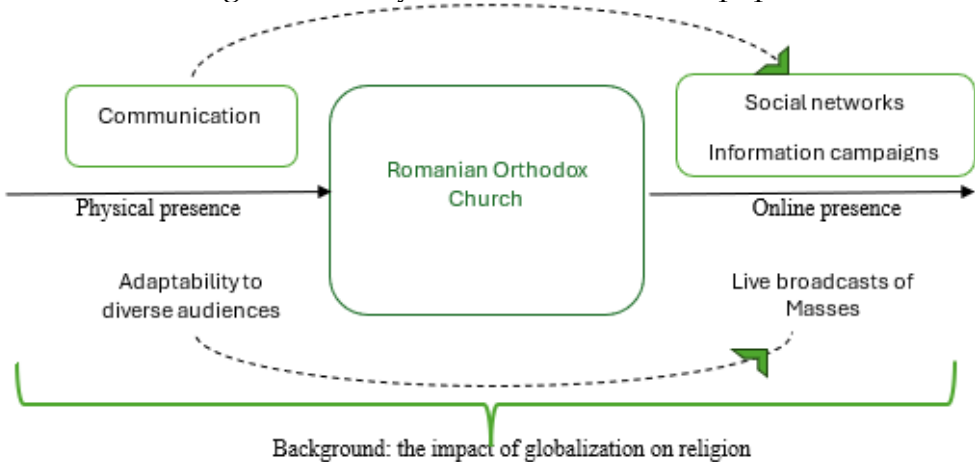 Communication
Social networks
Information campaigns
Romanian Orthodox
Church
Physical presence
Online presence
Adaptability to
diverse audiences
Live broadcasts of
Masses
Background: the impact of globalization on religion